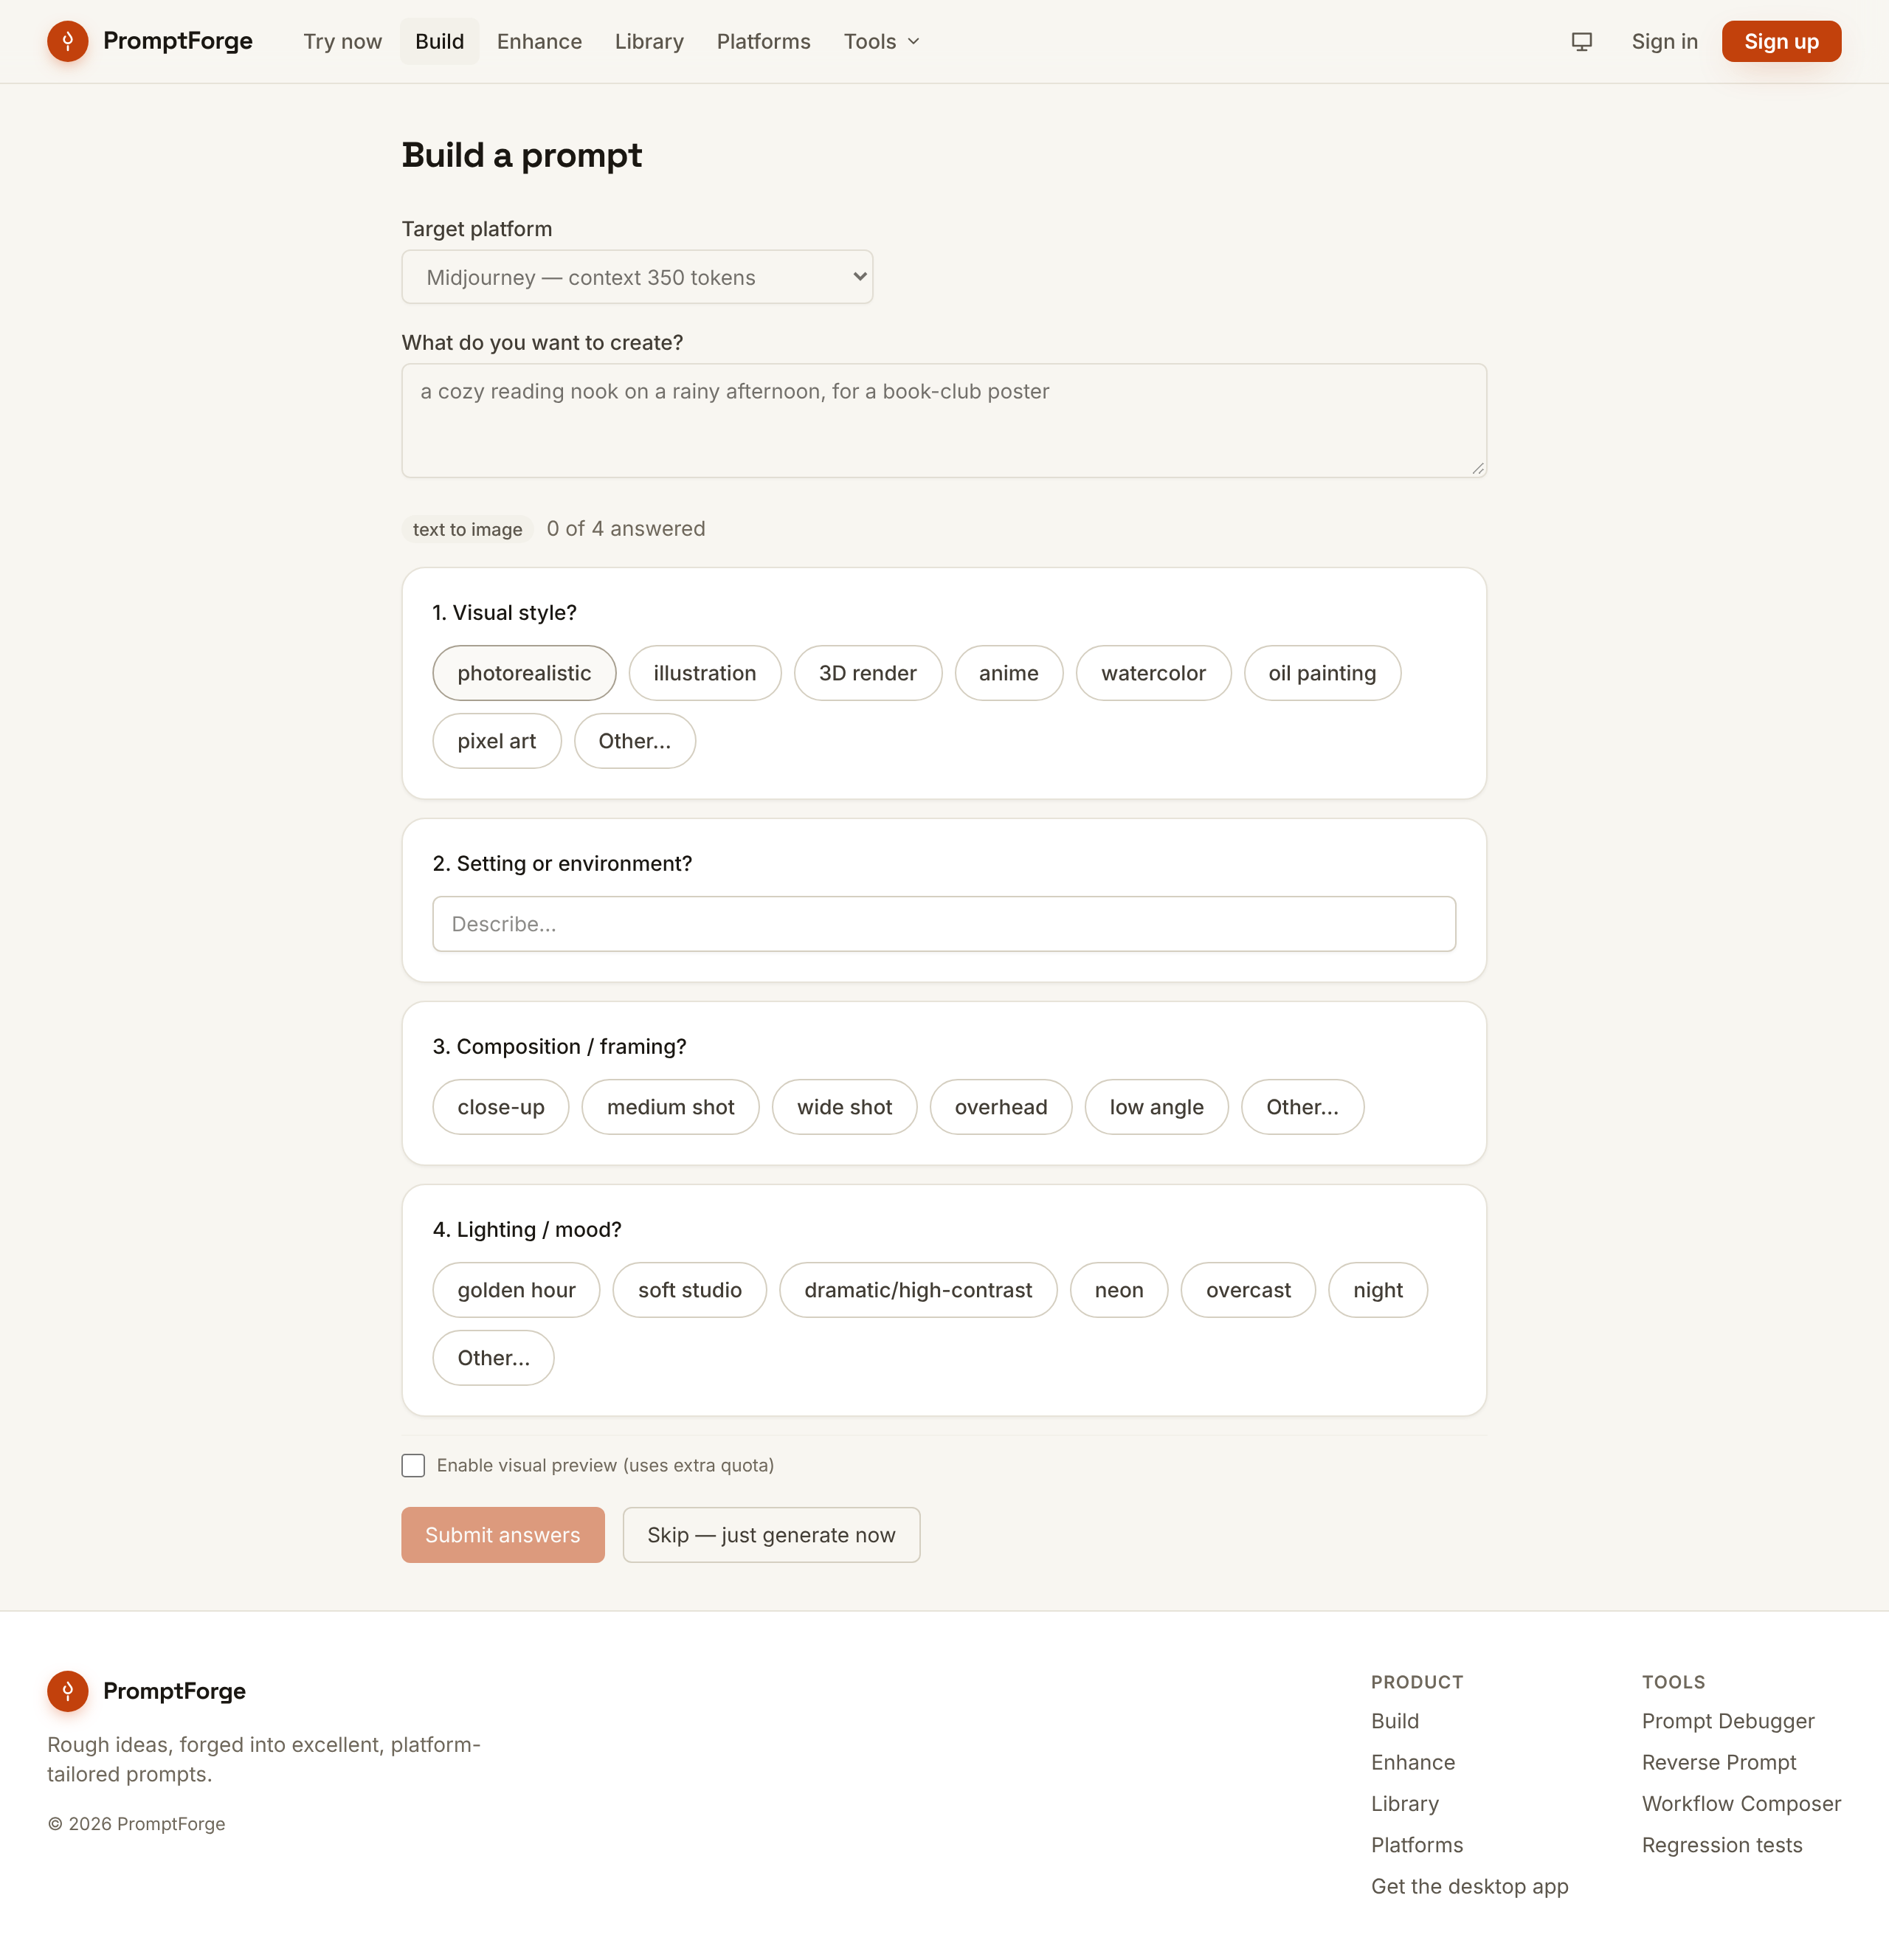 PromptForge
Try now
Build
Enhance
Library
Platforms
Tools
Sign in
Sign up
Build a prompt
Target platform
Midjourney — context 350 tokens
What do you want to create?
a cozy reading nook on a rainy afternoon, for a book-club poster
text to image
0 of 4 answered
1. Visual style?
photorealistic
illustration
3D render
anime
watercolor
oil painting
pixel art
Other...
2. Setting or environment?
Describe...
3. Composition / framing?
close-up
medium shot
wide shot
overhead
low angle
Other...
4. Lighting / mood?
golden hour
soft studio
dramatic/high-contrast
neon
overcast
night
Other...
Enable visual preview (uses extra quota)
Submit answers
Skip — just generate now
PromptForge
Rough ideas, forged into excellent, platform-
tailored prompts.
© 2026 PromptForge
PRODUCT
Build
Enhance
Library
Platforms
Get the desktop app
TOOLS
Prompt Debugger
Reverse Prompt
Workflow Composer
Regression tests